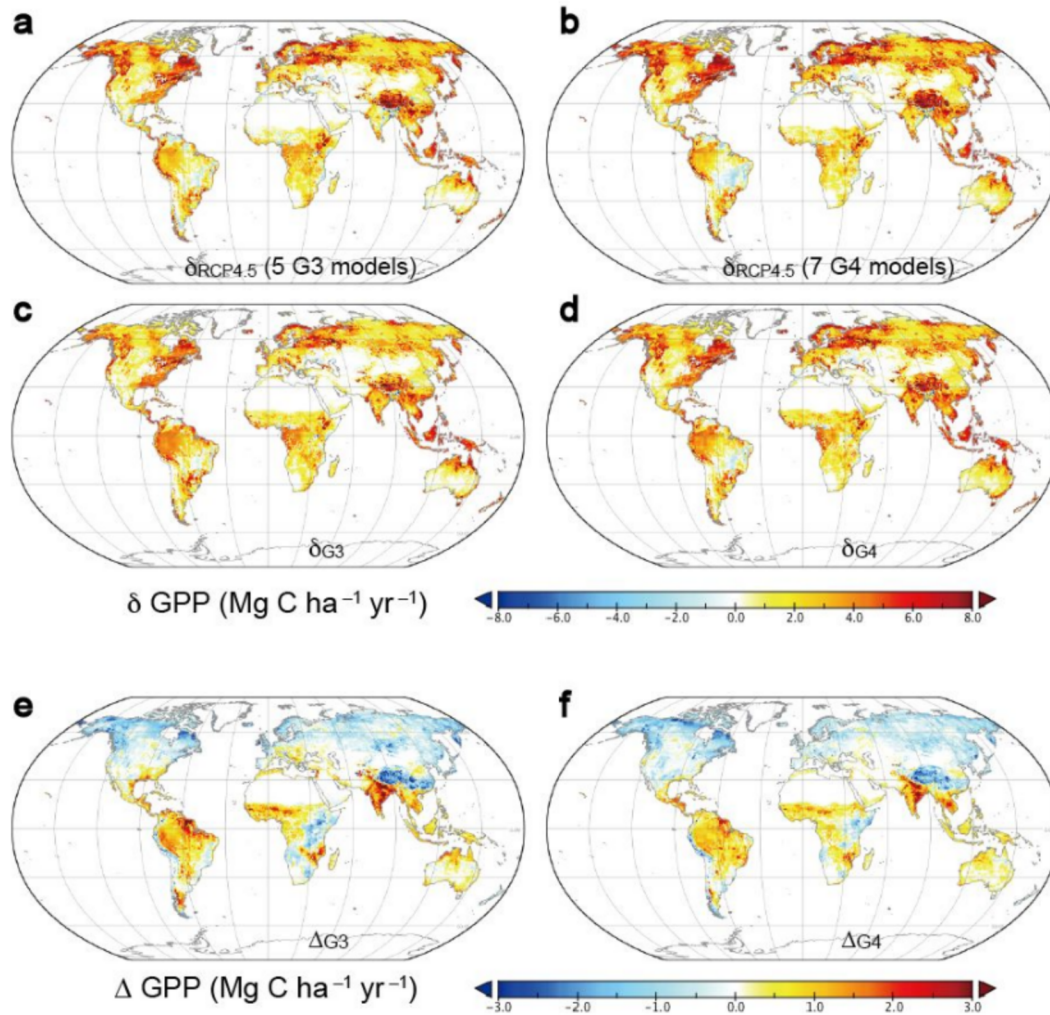 a
b
δRCP4.5 (5 G3 models)
δRCP4.5 (7 G4 models)
c
d
δG3
δG4
δ GPP (Mg C ha⁻¹ yr⁻¹)
−8.0 −6.0 −4.0 −2.0 0.0 2.0 4.0 6.0 8.0
e
f
ΔG3
ΔG4
Δ GPP (Mg C ha⁻¹ yr⁻¹)
−3.0 −2.0 −1.0 0.0 1.0 2.0 3.0